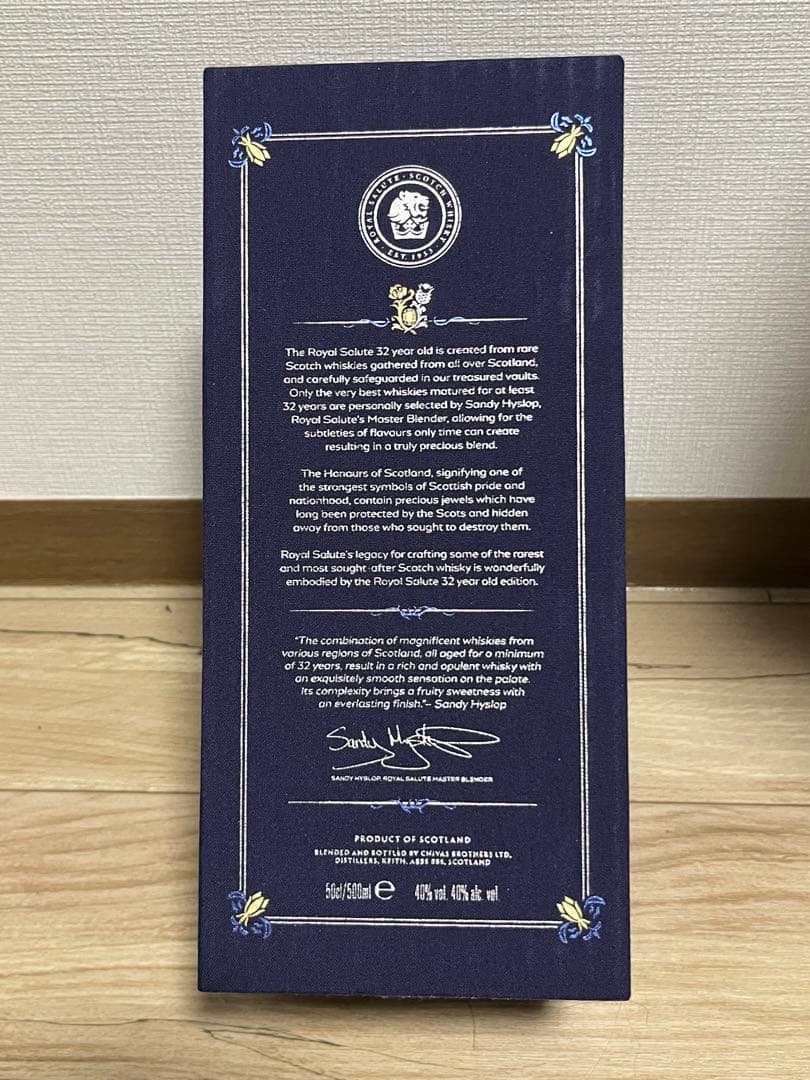 ROYAL SALUTE · SCOTCH WHISKY
· EST. 1953 ·
The Royal Salute 32 year old is created from rare
Scotch whiskies gathered from all over Scotland,
and carefully safeguarded in our treasured vaults.
Only the very best whiskies matured for at least
32 years are personally selected by Sandy Hyslop,
Royal Salute's Master Blender, allowing for the
subtleties of flavours only time can create
resulting in a truly precious blend.
The Honours of Scotland, signifying one of
the strongest symbols of Scottish pride and
nationhood, contain precious jewels which have
long been protected by the Scots and hidden
away from those who sought to destroy them.
Royal Salute's legacy for crafting some of the rarest
and most sought-after Scotch whisky is wonderfully
embodied by the Royal Salute 32 year old edition.
"The combination of magnificent whiskies from
various regions of Scotland, all aged for a minimum
of 32 years, result in a rich and opulent whisky with
an exquisitely smooth sensation on the palate.
Its complexity brings a fruity sweetness with
an everlasting finish."– Sandy Hyslop
Sandy Hyslop
SANDY HYSLOP, ROYAL SALUTE MASTER BLENDER
PRODUCT OF SCOTLAND
BLENDED AND BOTTLED BY CHIVAS BROTHERS LTD,
DISTILLERS, KEITH, SCOTLAND
50cl/500ml e 40% vol. 40% alc. vol.